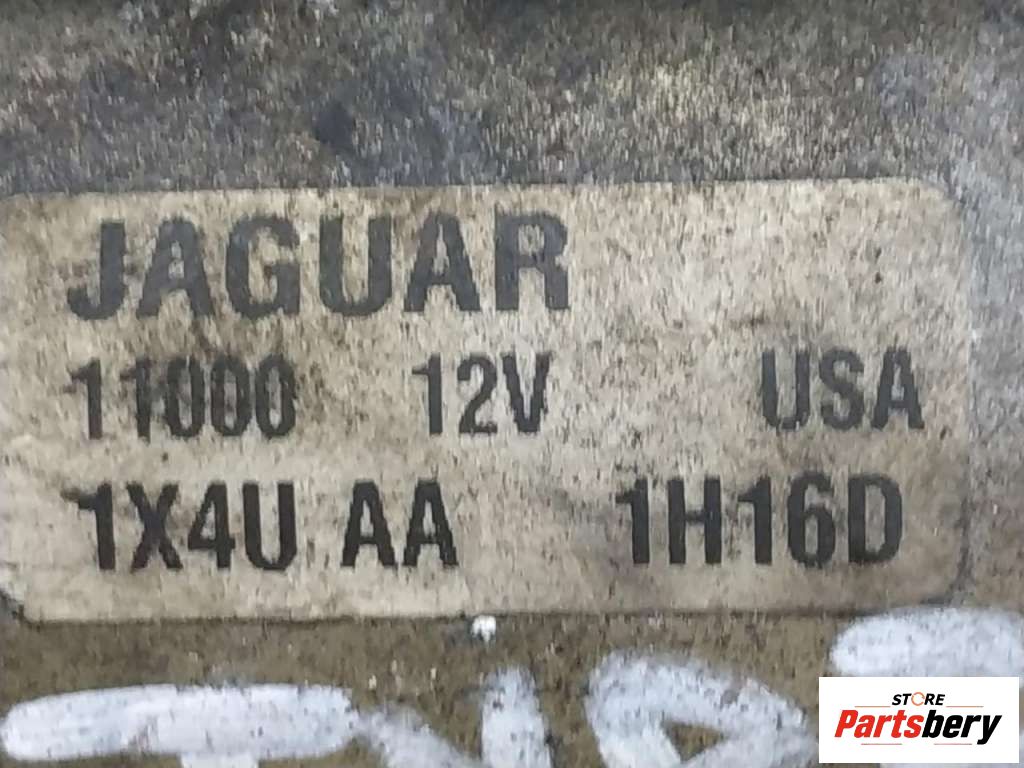 JAGUAR
11000 12V USA
1X4U AA 1H16D
STORE
Partsbery